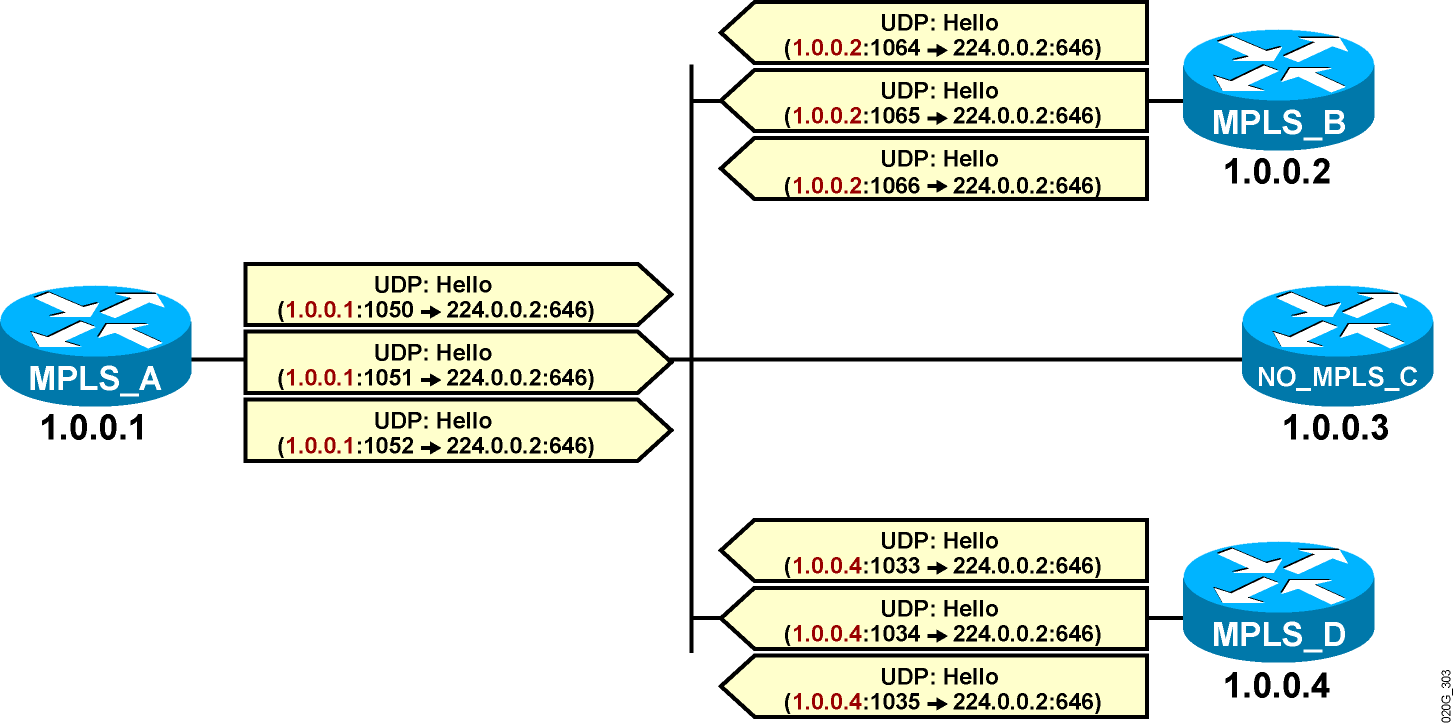 UDP: Hello
(1.0.0.2:1064 → 224.0.0.2:646)
UDP: Hello
(1.0.0.2:1065 → 224.0.0.2:646)
UDP: Hello
(1.0.0.2:1066 → 224.0.0.2:646)
MPLS_B
1.0.0.2
UDP: Hello
(1.0.0.1:1050 → 224.0.0.2:646)
UDP: Hello
(1.0.0.1:1051 → 224.0.0.2:646)
UDP: Hello
(1.0.0.1:1052 → 224.0.0.2:646)
MPLS_A
1.0.0.1
NO_MPLS_C
1.0.0.3
UDP: Hello
(1.0.0.4:1033 → 224.0.0.2:646)
UDP: Hello
(1.0.0.4:1034 → 224.0.0.2:646)
UDP: Hello
(1.0.0.4:1035 → 224.0.0.2:646)
MPLS_D
1.0.0.4
020G_303